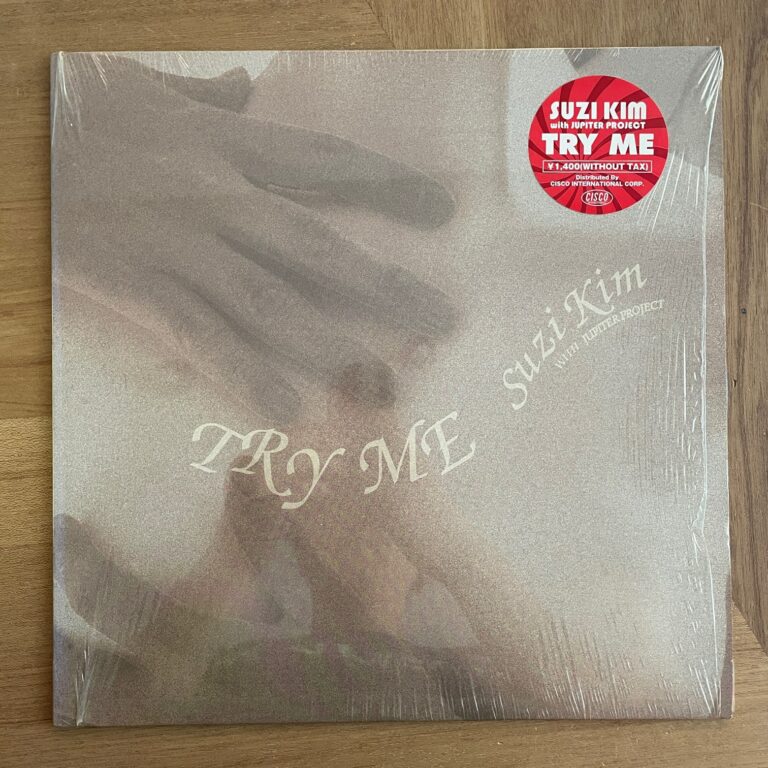 SUZI KIM
with JUPITER PROJECT
TRY ME
¥1,400(WITHOUT TAX)
Distributed By
CISCO INTERNATIONAL CORP.
CISCO
Suzi Kim
WITH JUPITER PROJECT
TRY ME